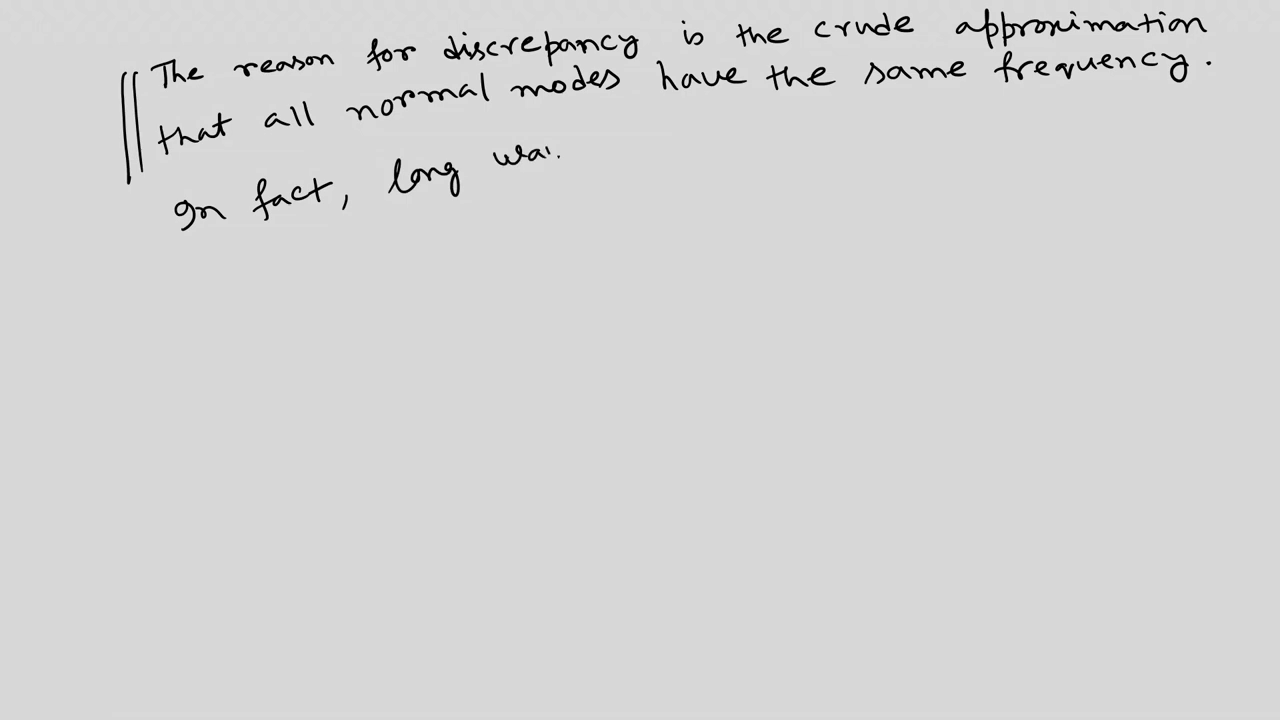 The reason for discrepancy is the crude approximation
that all normal modes have the same frequency.
In fact, long